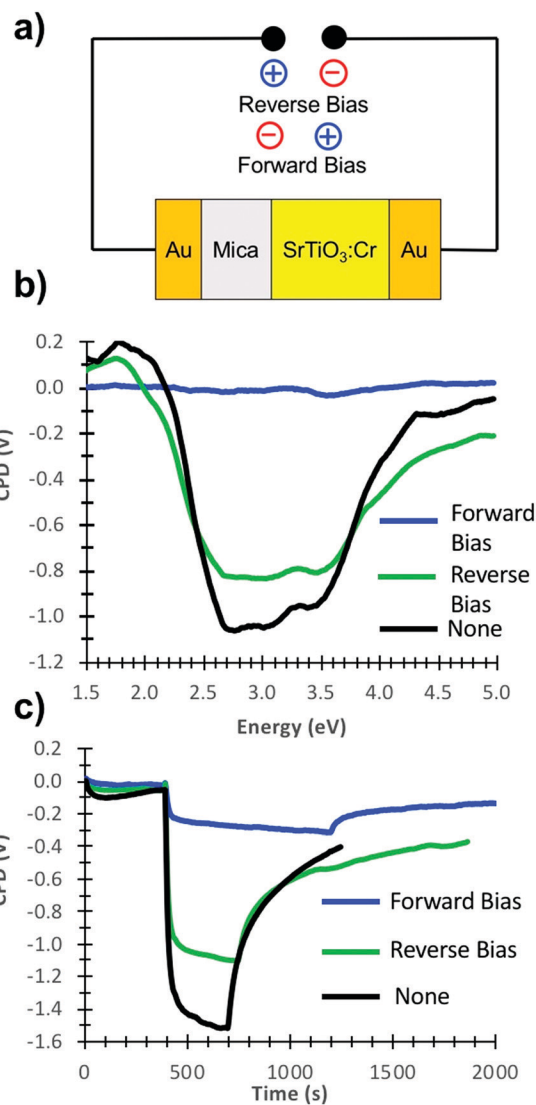 a)
+ −
Reverse Bias
− +
Forward Bias
Au Mica SrTiO₃:Cr Au
b)
CPD (V)
0.2
0.0
-0.2
-0.4
-0.6
-0.8
-1.0
-1.2
Forward
Bias
Reverse
Bias
None
1.5 2.0 2.5 3.0 3.5 4.0 4.5 5.0
Energy (eV)
c)
CPD (V)
0.2
0.0
-0.2
-0.4
-0.6
-0.8
-1.0
-1.2
-1.4
-1.6
Forward Bias
Reverse Bias
None
0 500 1000 1500 2000
Time (s)